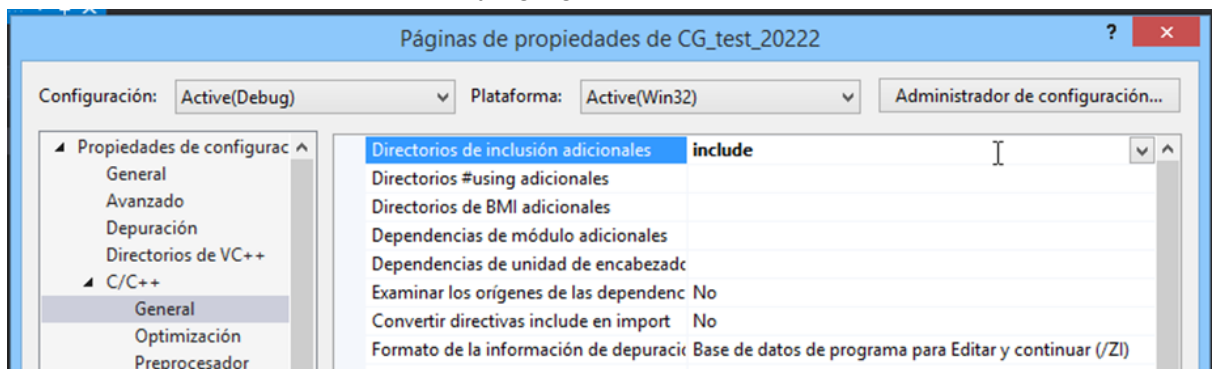 Páginas de propiedades de CG_test_20222 ?
Configuración: Active(Debug) Plataforma: Active(Win32) Administrador de configuración...
Propiedades de configurac
General
Avanzado
Depuración
Directorios de VC++
C/C++
General
Optimización
Preprocesador
Directorios de inclusión adicionales include
Directorios #using adicionales
Directorios de BMI adicionales
Dependencias de módulo adicionales
Dependencias de unidad de encabezado
Examinar los orígenes de las dependenc No
Convertir directivas include en import No
Formato de la información de depuració Base de datos de programa para Editar y continuar (/ZI)